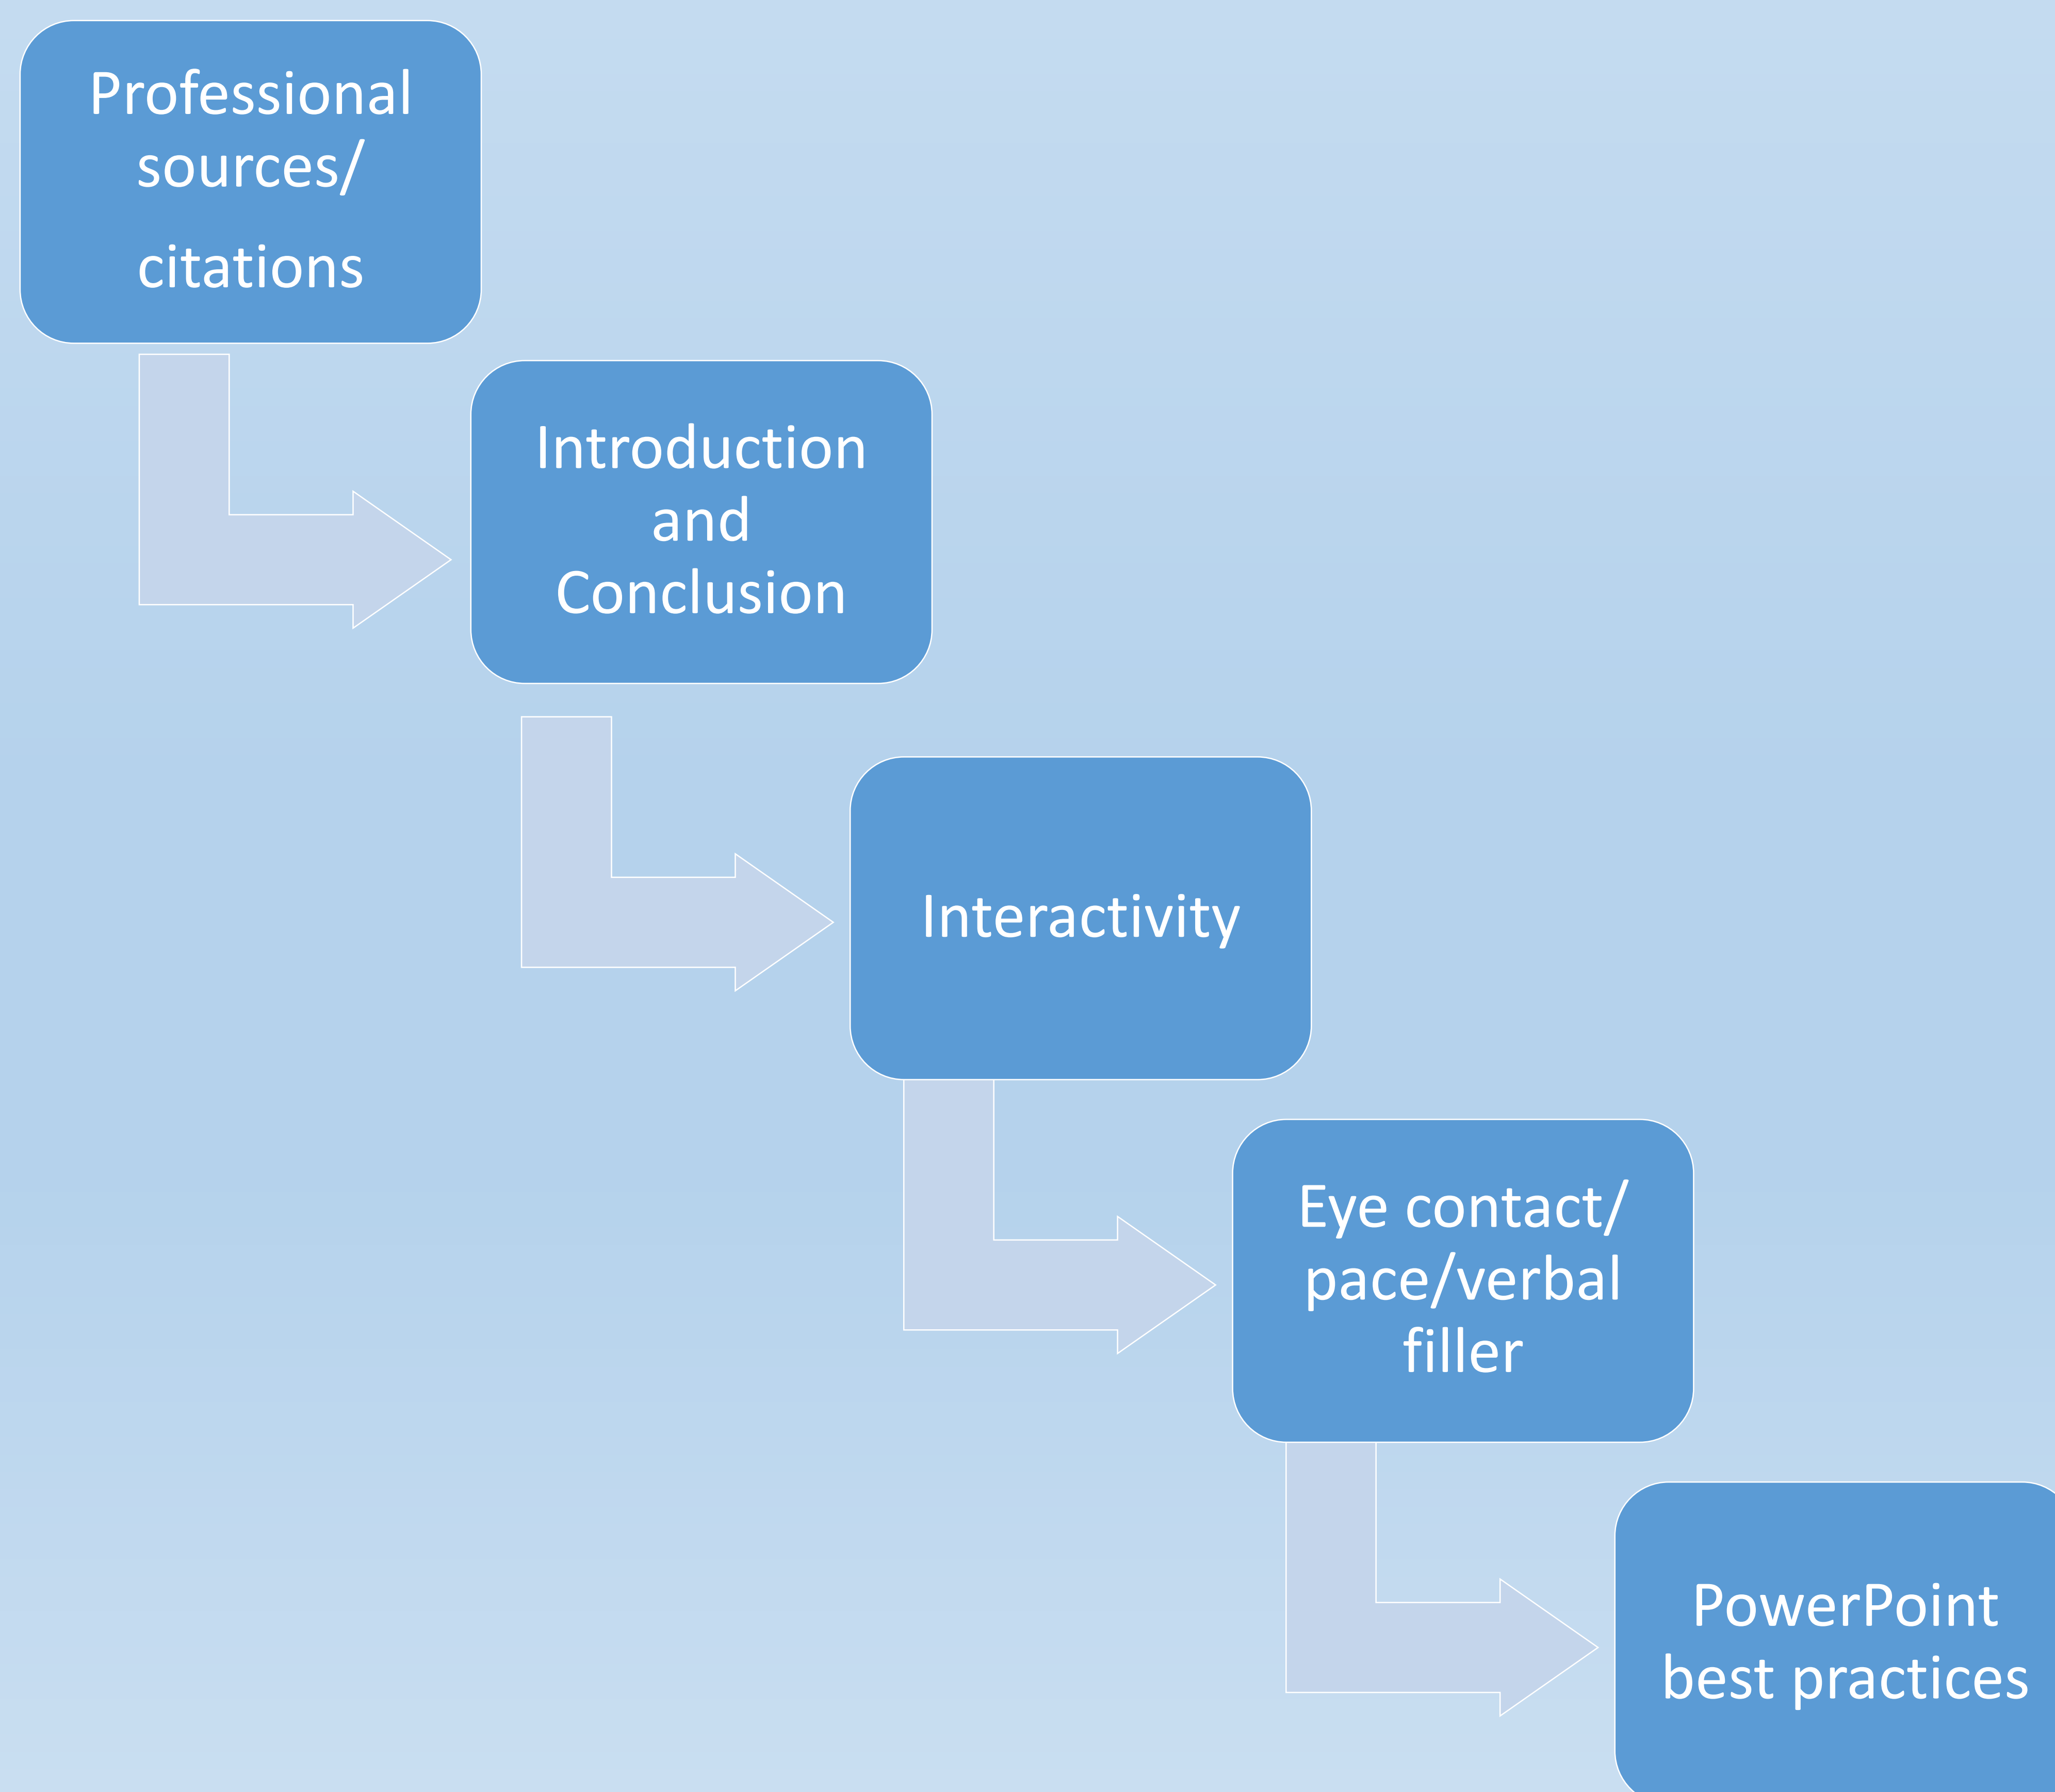 Professional
sources/
citations
Introduction
and
Conclusion
Interactivity
Eye contact/
pace/verbal
filler
PowerPoint
best practices